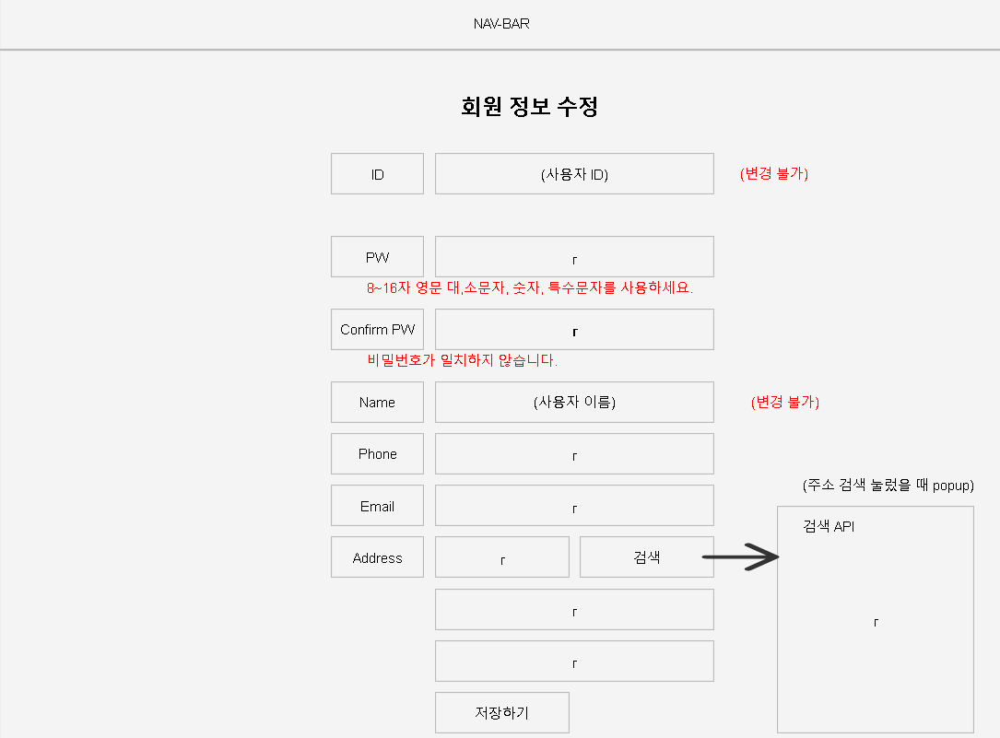 NAV-BAR
회원 정보 수정
ID
(사용자 ID)
(변경 불가)
PW
┌
8~16자 영문 대,소문자, 숫자, 특수문자를 사용하세요.
Confirm PW
┌
비밀번호가 일치하지 않습니다.
Name
(사용자 이름)
(변경 불가)
Phone
┌
Email
┌
(주소 검색 눌렀을 때 popup)
검색 API
Address
┌
검색
┌
┌
┌
저장하기